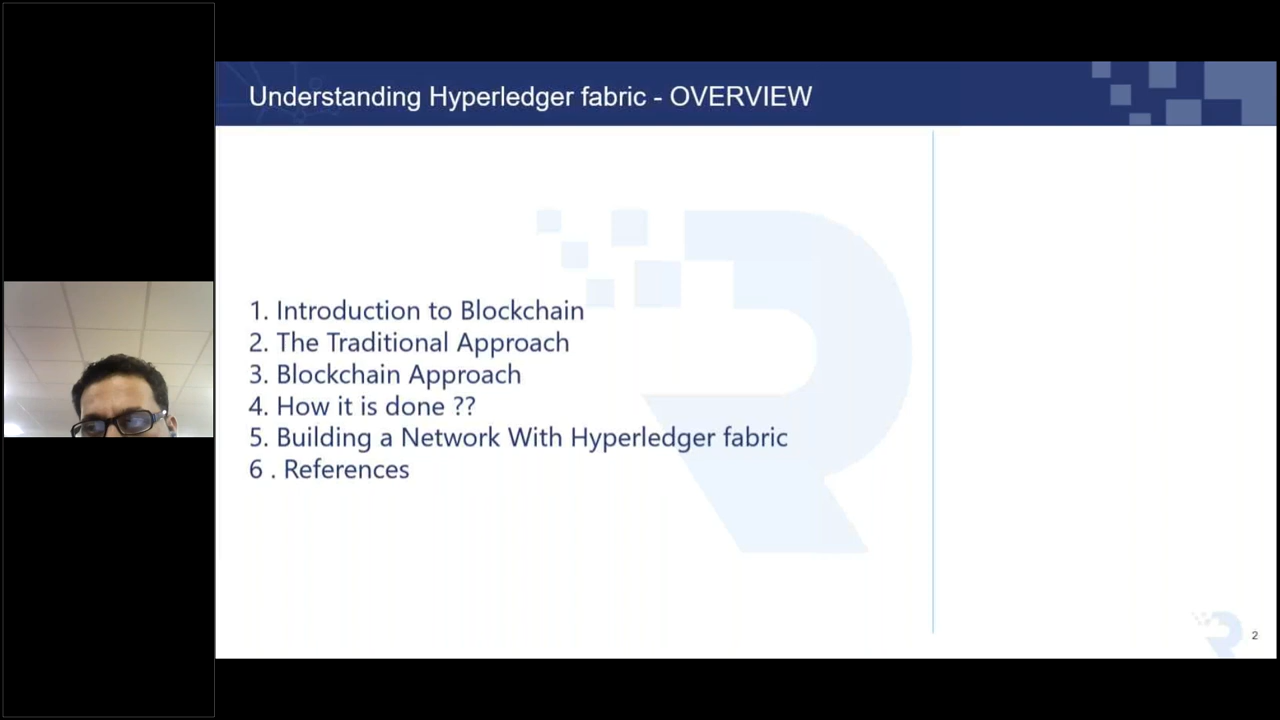 Understanding Hyperledger fabric - OVERVIEW
1. Introduction to Blockchain
2. The Traditional Approach
3. Blockchain Approach
4. How it is done ??
5. Building a Network With Hyperledger fabric
6 . References
2